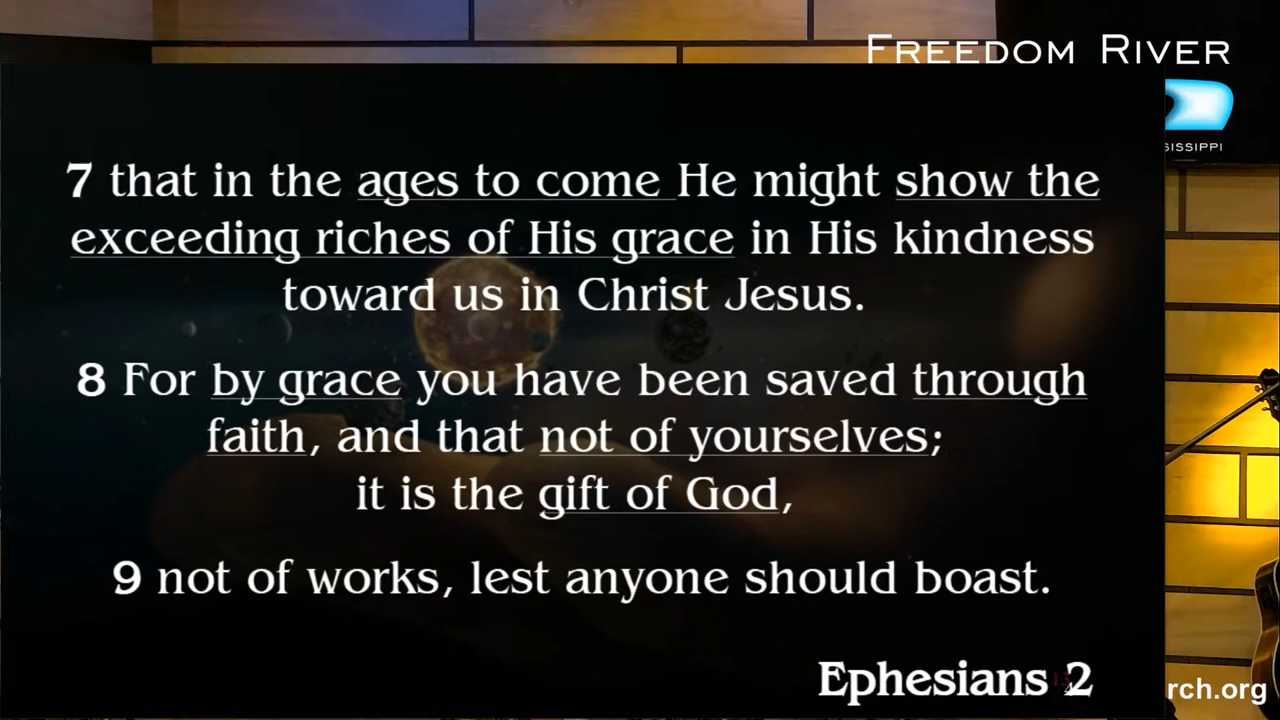 FREEDOM RIVER
SISSIPPI
7 that in the ages to come He might show the
exceeding riches of His grace in His kindness
toward us in Christ Jesus.
8 For by grace you have been saved through
faith, and that not of yourselves;
it is the gift of God,
9 not of works, lest anyone should boast.
Ephesians 2
rch.org